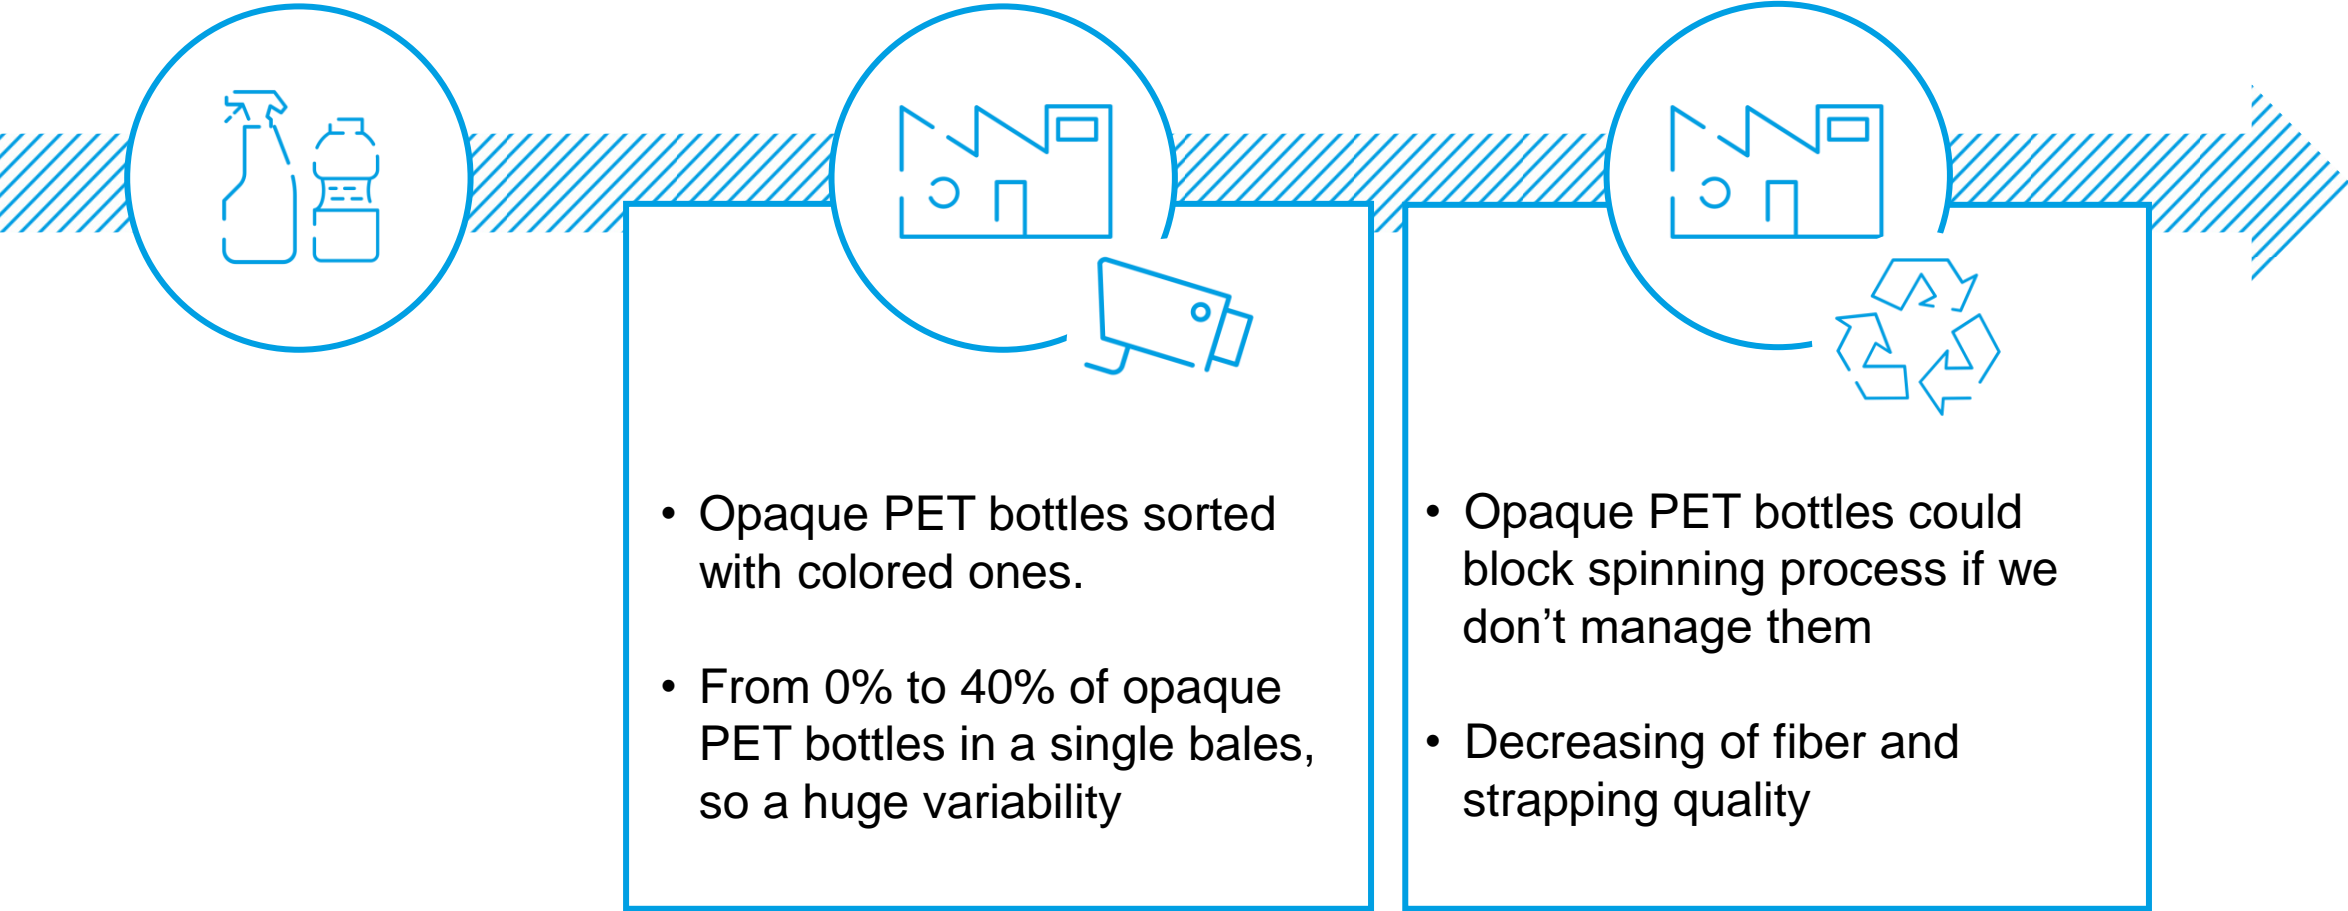 • Opaque PET bottles sorted
with colored ones.
• From 0% to 40% of opaque
PET bottles in a single bales,
so a huge variability
• Opaque PET bottles could
block spinning process if we
don’t manage them
• Decreasing of fiber and
strapping quality